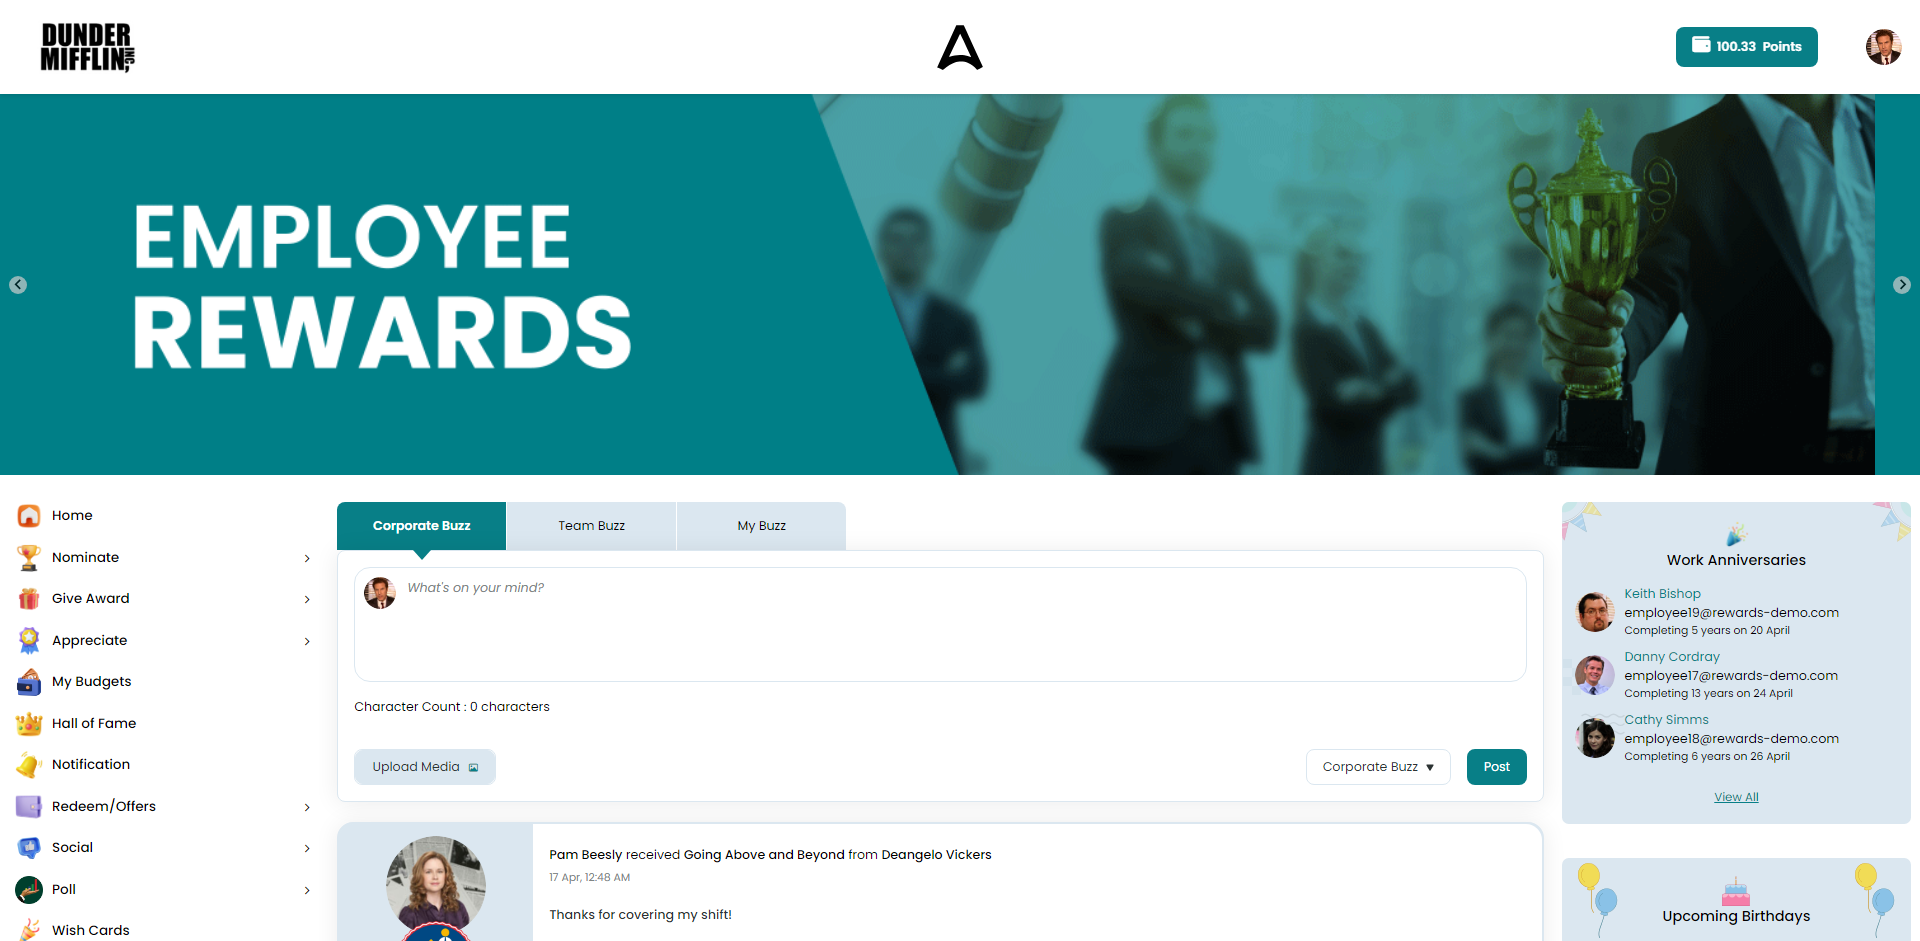 DUNDER
MIFFLIN INC,
100.33 Points
EMPLOYEE
REWARDS
Home
Nominate
Give Award
Appreciate
My Budgets
Hall of Fame
Notification
Redeem/Offers
Social
Poll
Wish Cards
Corporate Buzz
Team Buzz
My Buzz
What's on your mind?
Character Count : 0 characters
Upload Media
Corporate Buzz
Post
Pam Beesly received Going Above and Beyond from Deangelo Vickers
17 Apr, 12:48 AM
Thanks for covering my shift!
Work Anniversaries
Keith Bishop
employee19@rewards-demo.com
Completing 5 years on 20 April
Danny Cordray
employee17@rewards-demo.com
Completing 13 years on 24 April
Cathy Simms
employee18@rewards-demo.com
Completing 6 years on 26 April
View All
Upcoming Birthdays